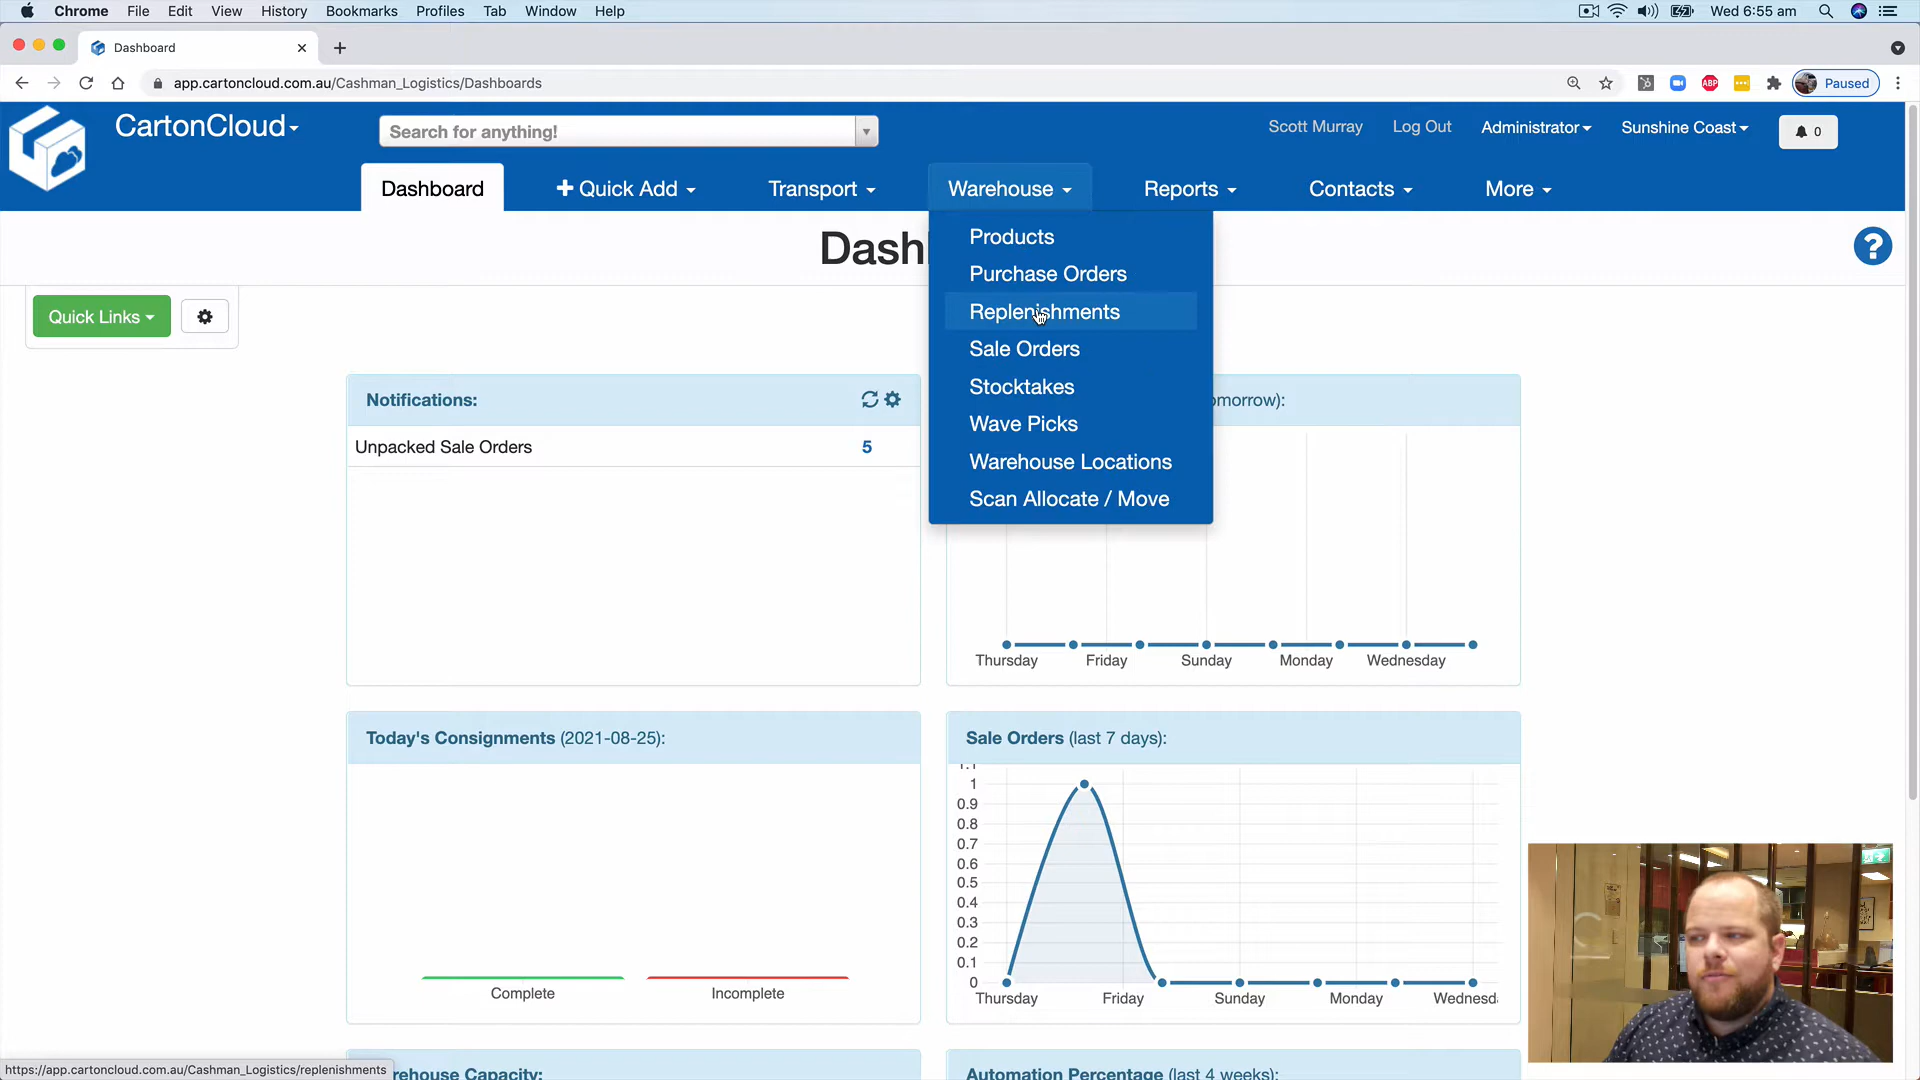 Chrome File Edit View History Bookmarks Profiles Tab Window Help Wed 6:55 am
Dashboard
app.cartoncloud.com.au/Cashman_Logistics/Dashboards ABP Paused
CartonCloud Search for anything! Scott Murray Log Out Administrator Sunshine Coast 0
Dashboard Quick Add Transport Warehouse Reports Contacts More
Products
Purchase Orders
Replenishments
Sale Orders
Stocktakes
Wave Picks
Warehouse Locations
Scan Allocate / Move
Dash
?
Quick Links
Notifications:
Unpacked Sale Orders 5
omorrow):
Thursday Friday Sunday Monday Wednesday
Today's Consignments (2021-08-25):
Complete Incomplete
Sale Orders (last 7 days):
1.1
1
0.9
0.8
0.7
0.6
0.5
0.4
0.3
0.2
0.1
0
Thursday Friday Sunday Monday Wednesd
https://app.cartoncloud.com.au/Cashman_Logistics/replenishments
rehouse Capacity:
Automation Percentage (last 4 weeks):